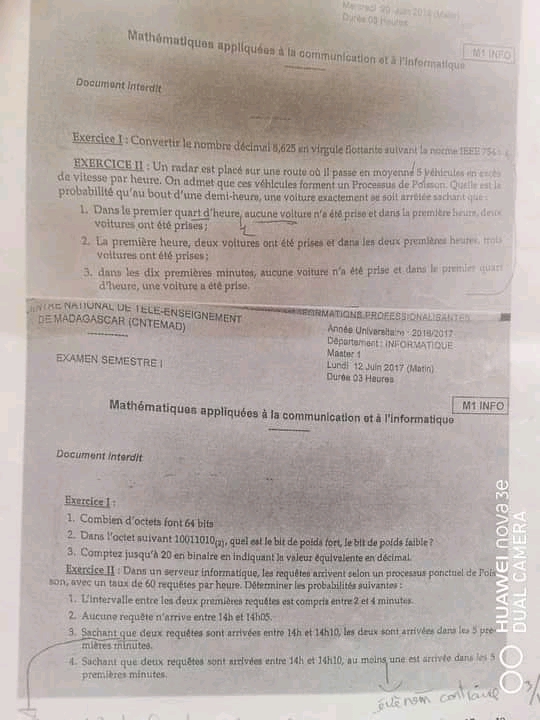 Mercredi 20 Juin 2018 (Matin)
Durée 03 Heures
Mathématiques appliquées à la communication et à l'informatique
M1 INFO
Document Interdit
Exercice I : Convertir le nombre décimal 8,625 en virgule flottante suivant la norme IEEE 754 :
EXERCICE II : Un radar est placé sur une route où il passe en moyenne 5 véhicules en excès
de vitesse par heure. On admet que ces véhicules forment un Processus de Poisson. Quelle est la
probabilité qu'au bout d'une demi-heure, une voiture exactement se soit arrêtée sachant que :
1. Dans le premier quart d'heure, aucune voiture n'a été prise et dans la première heure, deux
voitures ont été prises ;
2. La première heure, deux voitures ont été prises et dans les deux premières heures, trois
voitures ont été prises ;
3. dans les dix premières minutes, aucune voiture n'a été prise et dans le premier quart
d'heure, une voiture a été prise.
CENTRE NATIONAL DE TELE-ENSEIGNEMENT
DE MADAGASCAR (CNTEMAD)
FORMATIONS PROFESSIONALISANTES
Année Universitaire : 2016/2017
Département : INFORMATIQUE
Master 1
Lundi 12 Juin 2017 (Matin)
Durée 03 Heures
EXAMEN SEMESTRE I
M1 INFO
Mathématiques appliquées à la communication et à l'informatique
Document interdit
Exercice I :
1. Combien d'octets font 64 bits
2. Dans l'octet suivant 10011010(2), quel est le bit de poids fort, le bit de poids faible ?
3. Comptez jusqu'à 20 en binaire en indiquant la valeur équivalente en décimal.
Exercice II : Dans un serveur informatique, les requêtes arrivent selon un processus ponctuel de Pois-
son, avec un taux de 60 requêtes par heure. Déterminer les probabilités suivantes :
1. L'intervalle entre les deux premières requêtes est compris entre 2 et 4 minutes.
2. Aucune requête n'arrive entre 14h et 14h05.
3. Sachant que deux requêtes sont arrivées entre 14h et 14h10, les deux sont arrivées dans les 5 pre-
mières minutes.
4. Sachant que deux requêtes sont arrivées entre 14h et 14h10, au moins une est arrivée dans les 5
premières minutes.
contraire
HUAWEI nova 3e
DUAL CAMERA